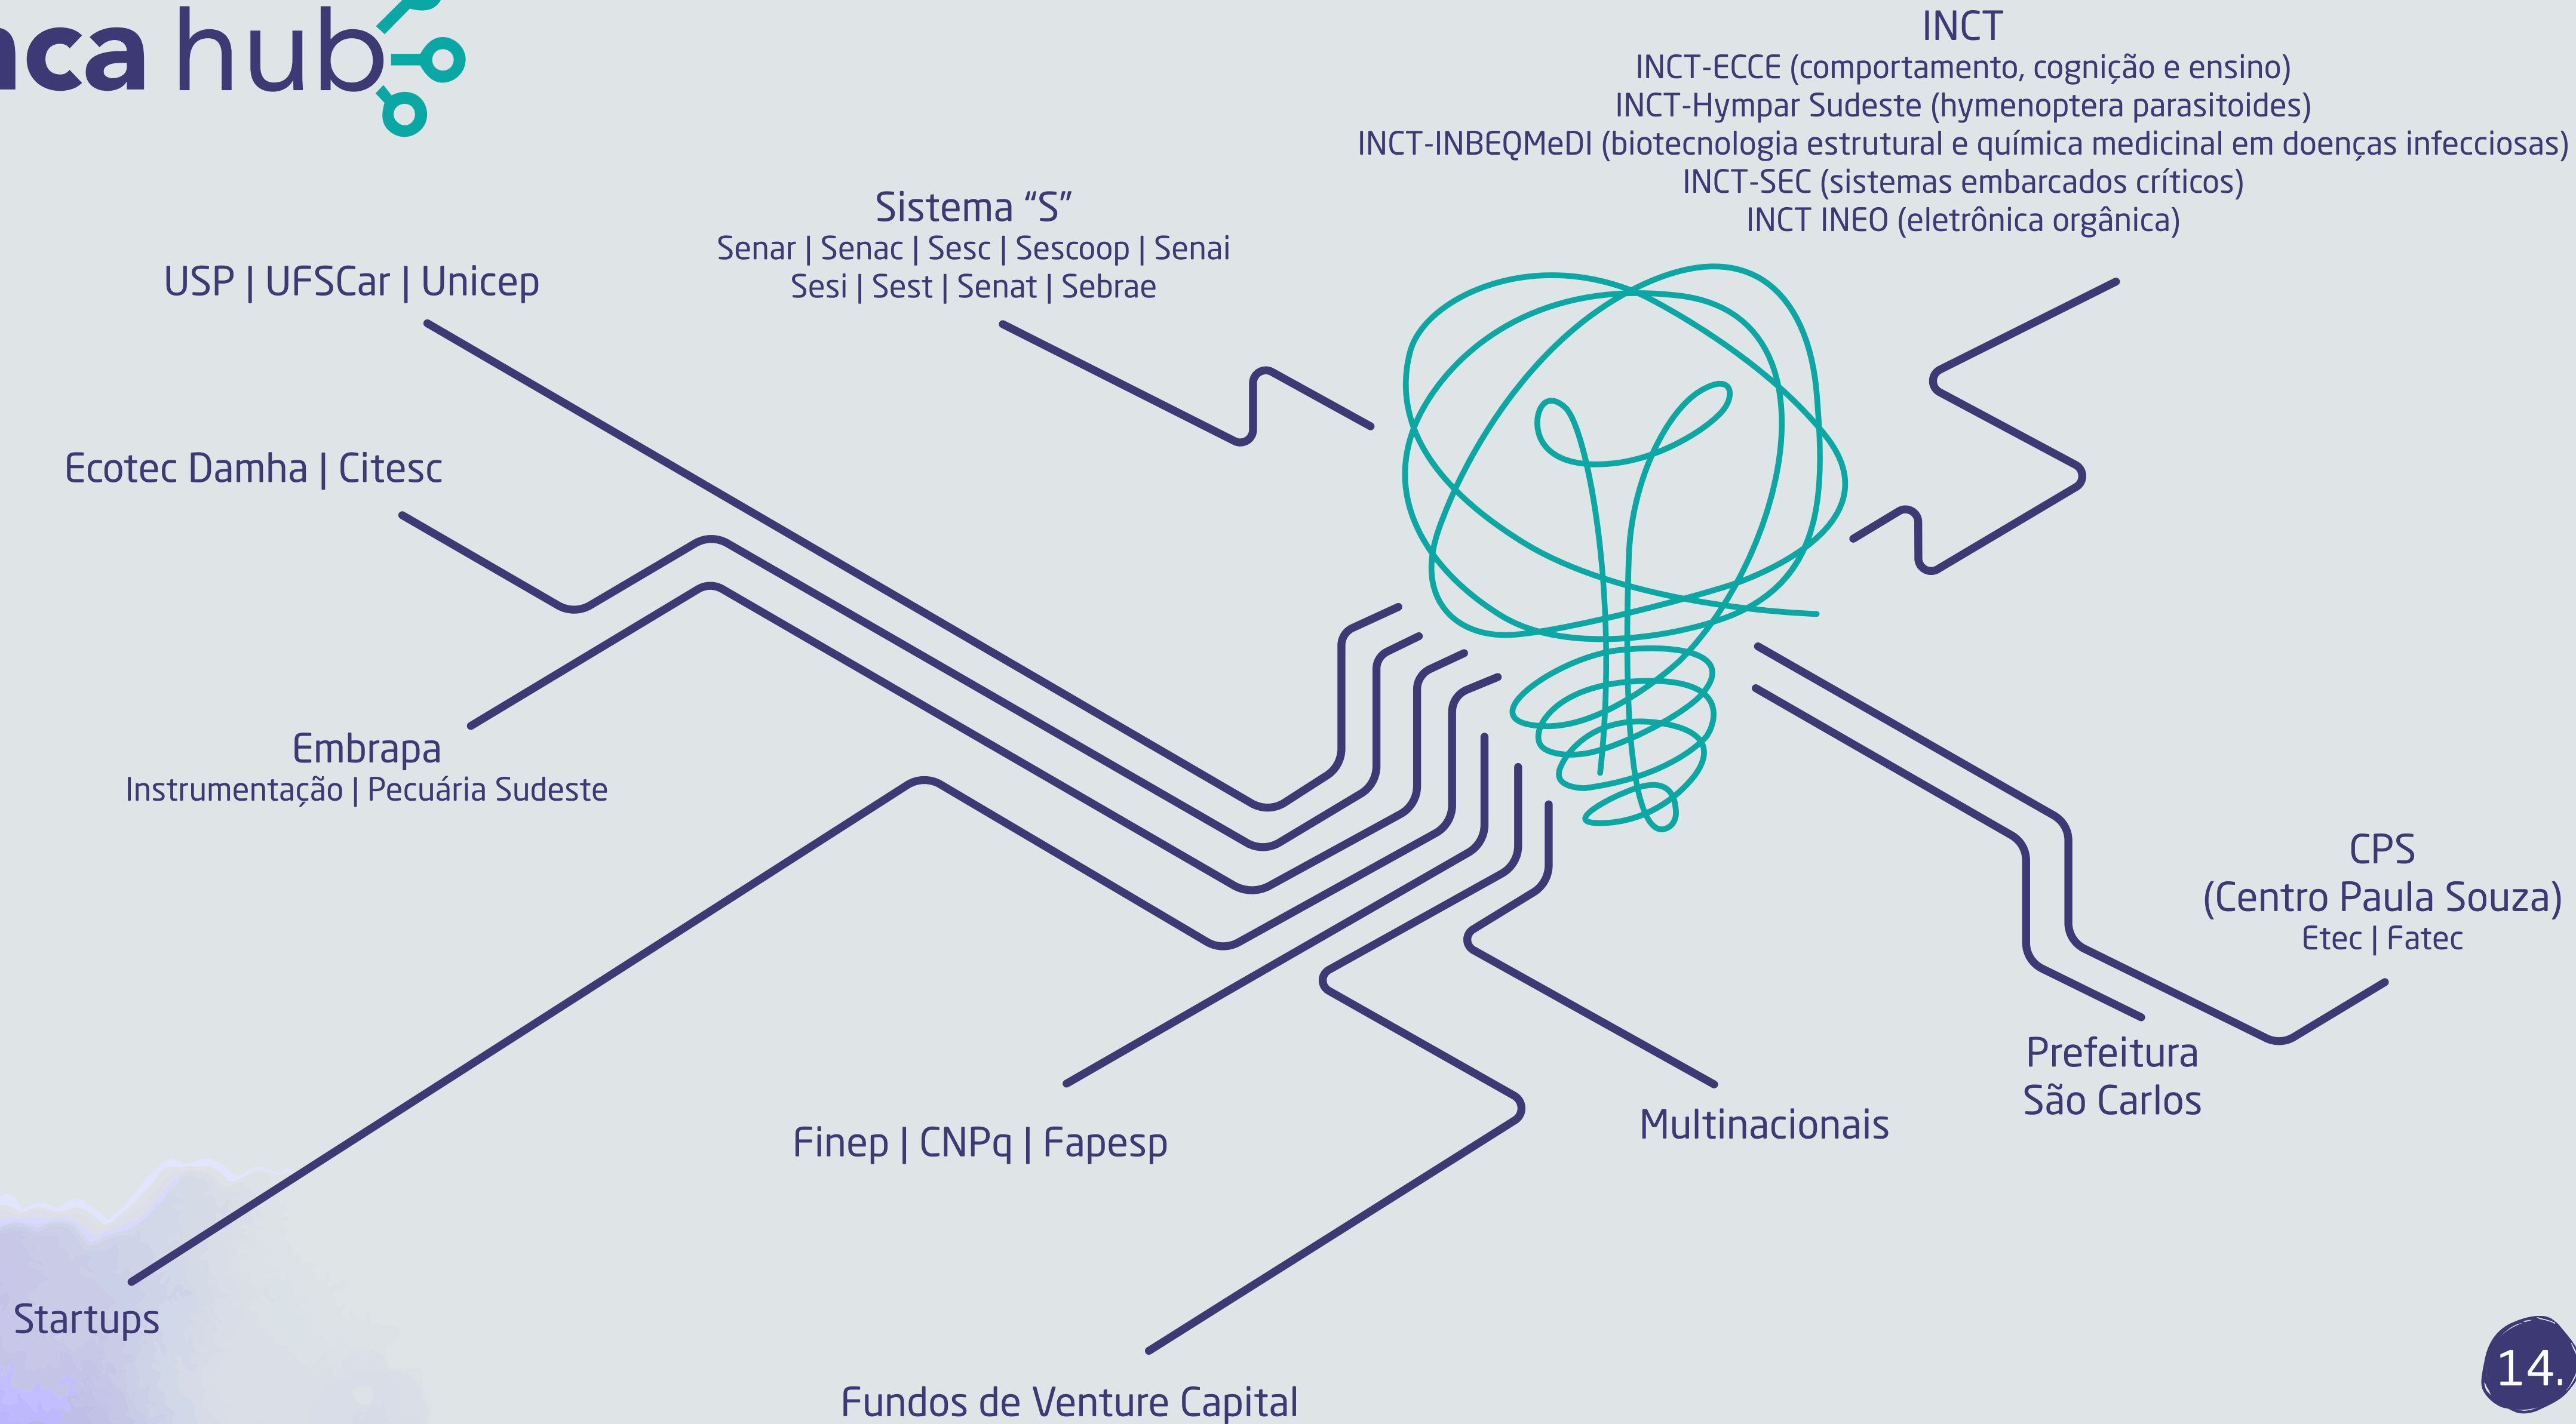 hub
INCT
INCT-ECCE (comportamento, cognição e ensino)
INCT-Hympar Sudeste (hymenoptera parasitoides)
INCT-INBEQMeDI (biotecnologia estrutural e química medicinal em doenças infecciosas)
INCT-SEC (sistemas embarcados críticos)
INCT INEO (eletrônica orgânica)
Sistema “S”
Senar | Senac | Sesc | Sescoop | Senai
Sesi | Sest | Senat | Sebrae
USP | UFSCar | Unicep
Ecotec Damha | Citesc
Embrapa
Instrumentação | Pecuária Sudeste
CPS
(Centro Paula Souza)
Etec | Fatec
Prefeitura
São Carlos
Multinacionais
Finep | CNPq | Fapesp
Startups
Fundos de Venture Capital
14.